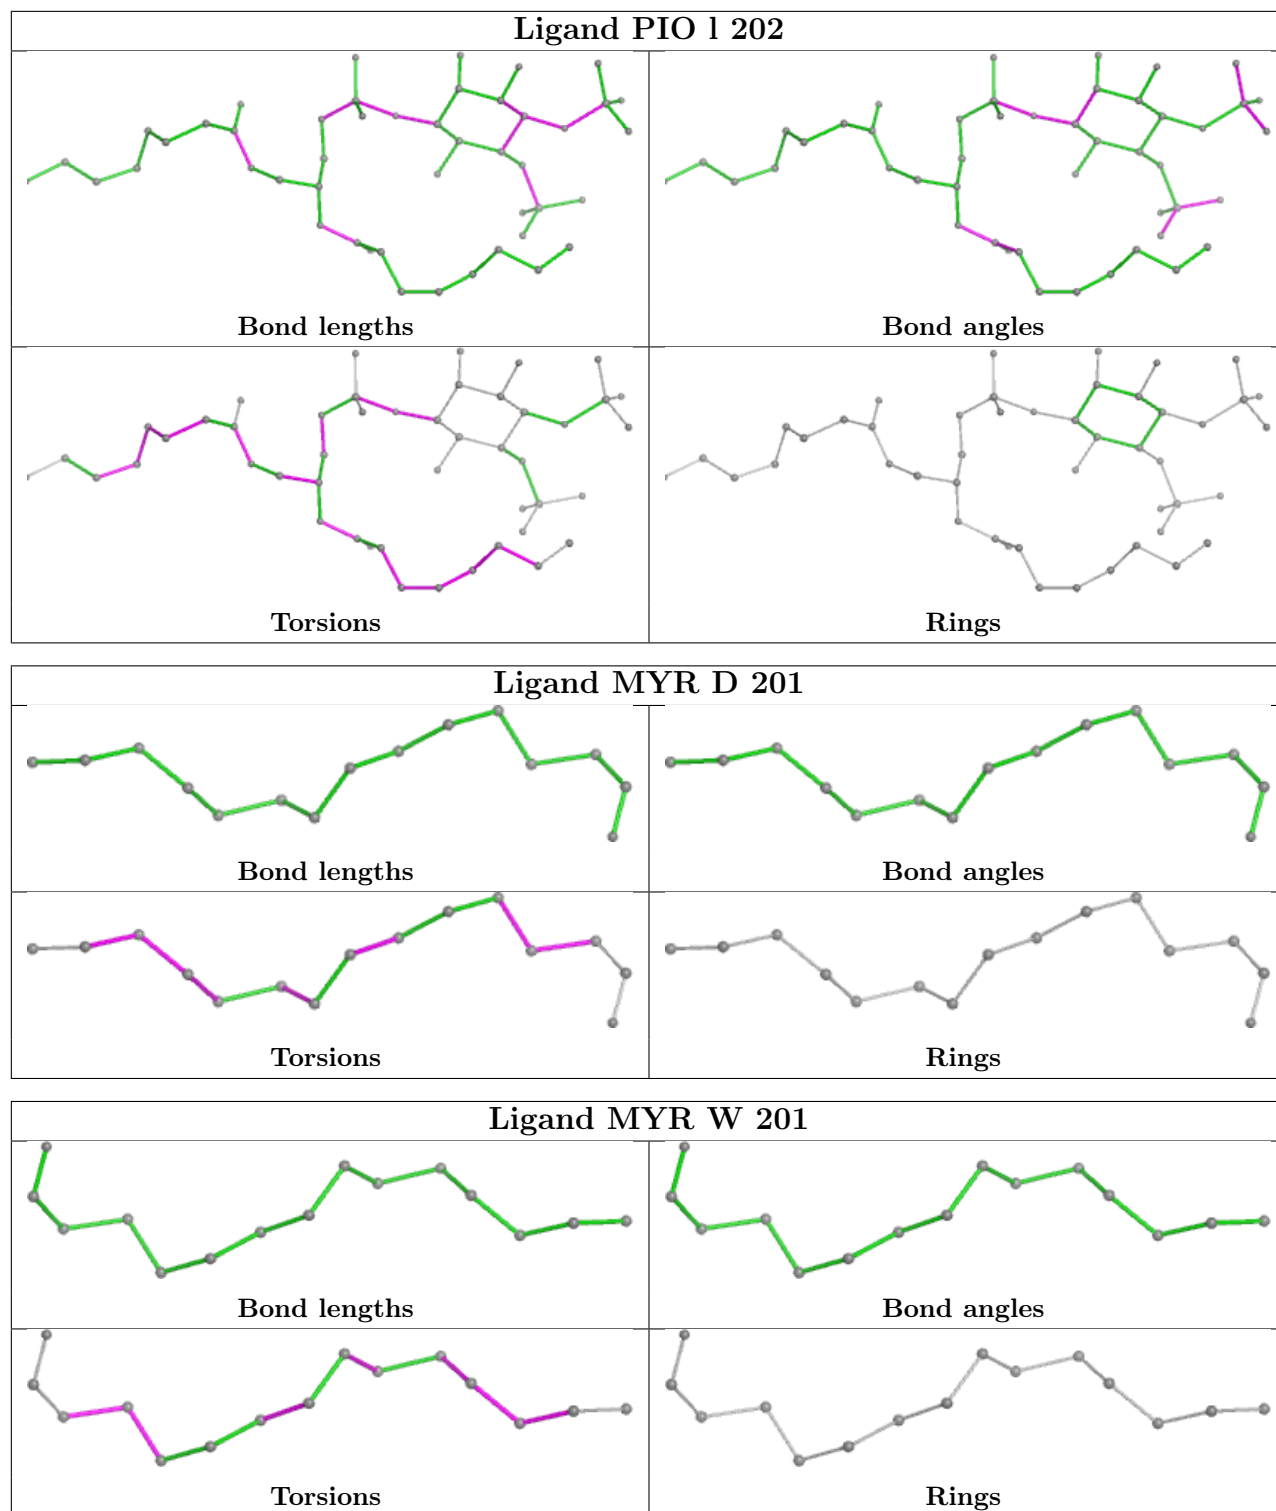 Ligand PIO l 202
Bond lengths
Bond angles
Torsions
Rings
Ligand MYR D 201
Bond lengths
Bond angles
Torsions
Rings
Ligand MYR W 201
Bond lengths
Bond angles
Torsions
Rings